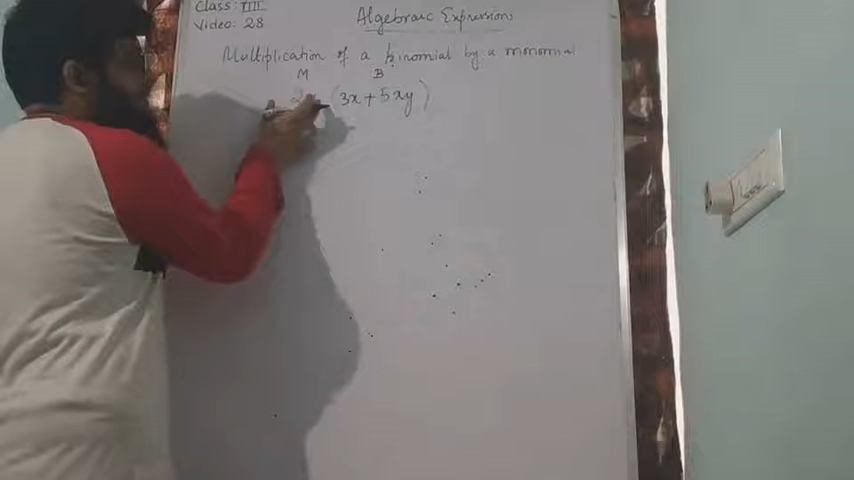 Class: VIII
Video: 28
Algebraic Expression
Multiplication of a binomial by a monomial
M B
(3x + 5xy)